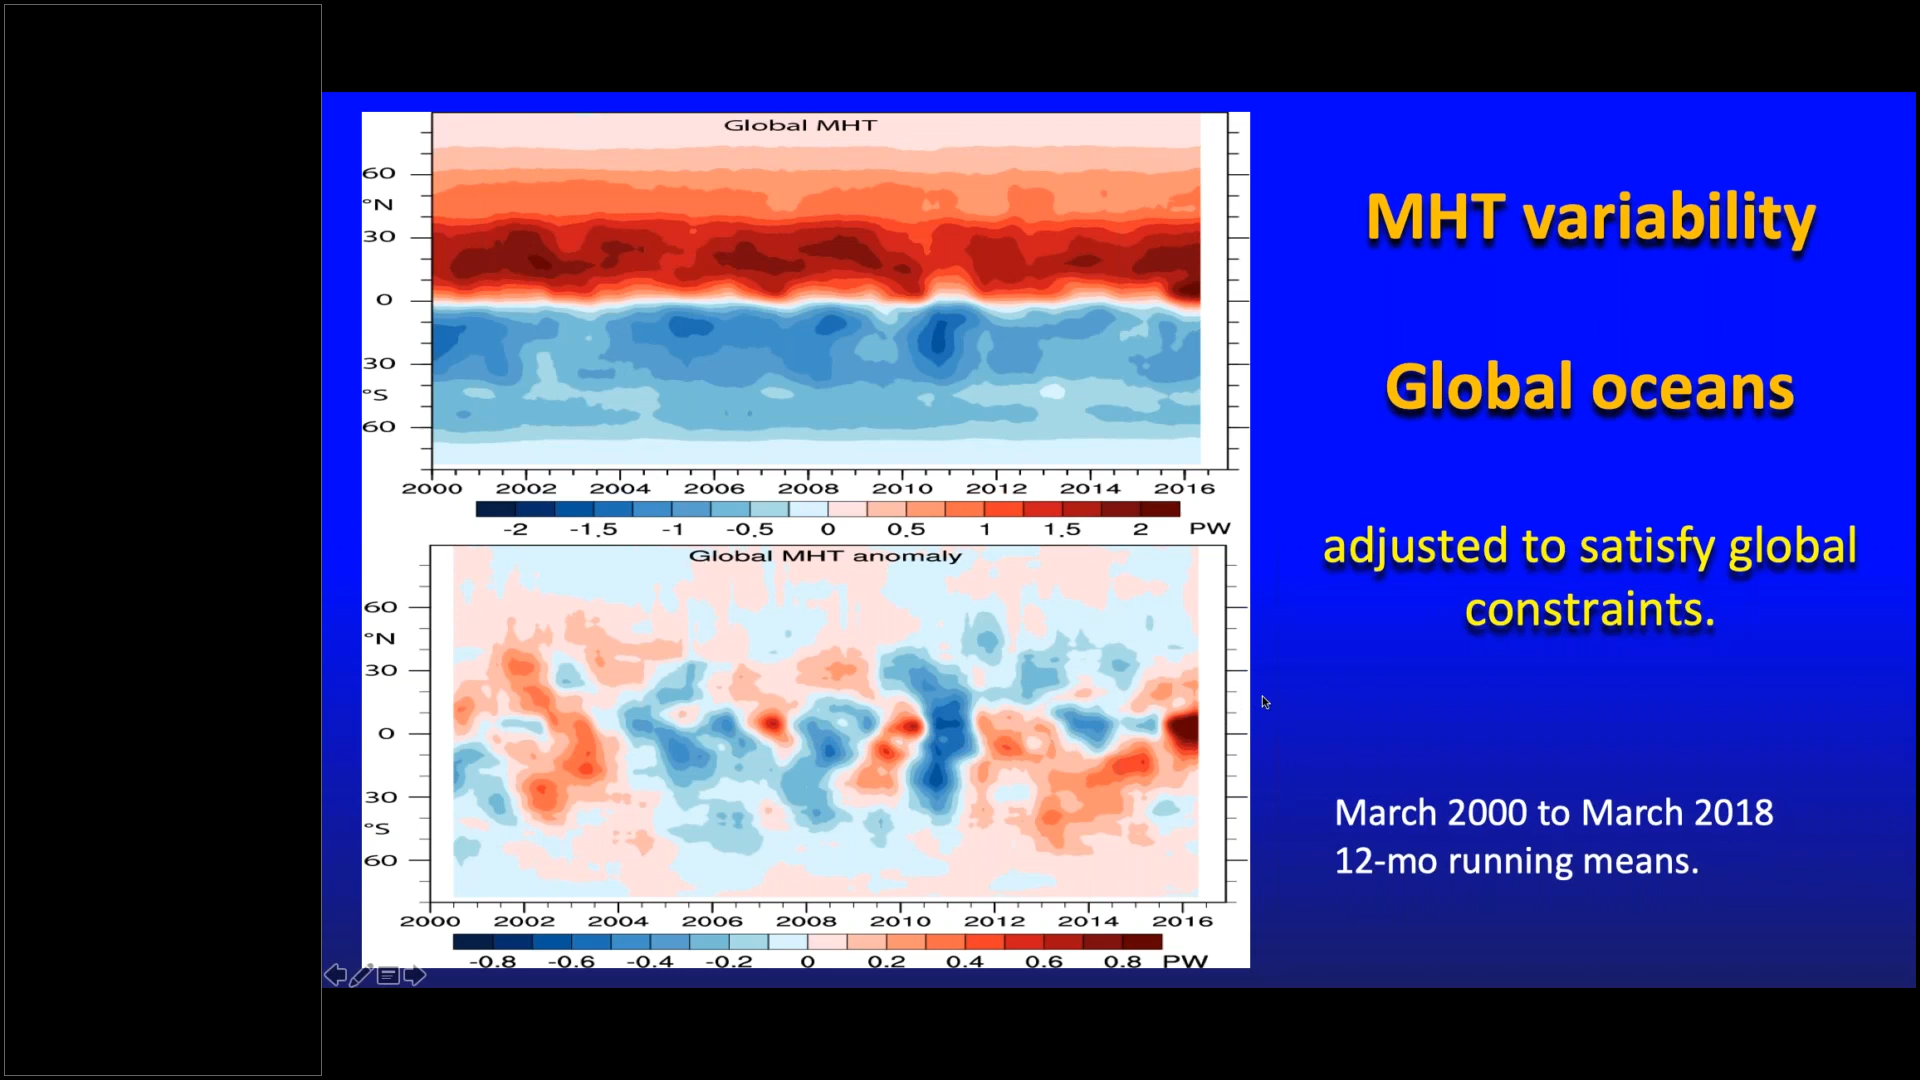 Global MHT
60
°N
30
0
30
°S
60
2000 2002 2004 2006 2008 2010 2012 2014 2016
-2 -1.5 -1 -0.5 0 0.5 1 1.5 2 PW
Global MHT anomaly
60
°N
30
0
30
°S
60
2000 2002 2004 2006 2008 2010 2012 2014 2016
-0.8 -0.6 -0.4 -0.2 0 0.2 0.4 0.6 0.8 PW
MHT variability
Global oceans
adjusted to satisfy global
constraints.
March 2000 to March 2018
12-mo running means.